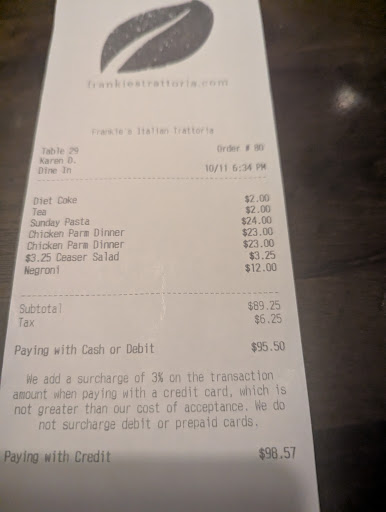 frankiestrattoria.com
Frankie's Italian Trattoria
Table 29 Order # 80
Karen D.
Dine In 10/11 6:34 PM
Diet Coke $2.00
Tea $2.00
Sunday Pasta $24.00
Chicken Parm Dinner $23.00
Chicken Parm Dinner $23.00
$3.25 Ceaser Salad $3.25
Negroni $12.00
Subtotal $89.25
Tax $6.25
Paying with Cash or Debit $95.50
We add a surcharge of 3% on the transaction
amount when paying with a credit card, which is
not greater than our cost of acceptance. We do
not surcharge debit or prepaid cards.
Paying with Credit $98.57